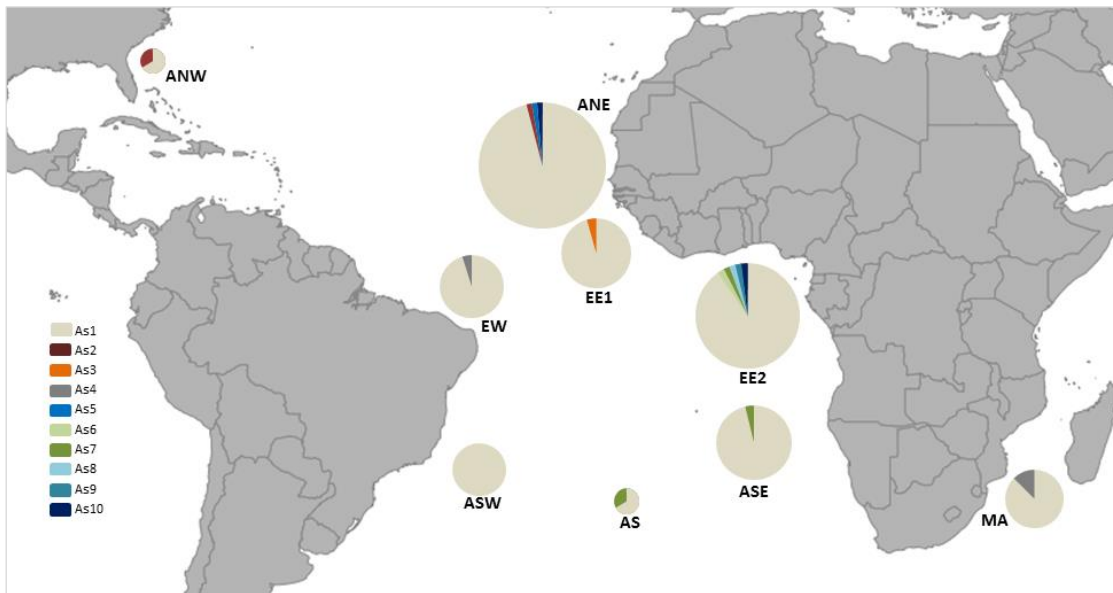 ANW
ANE
EE1
EW
EE2
ASW
AS
ASE
MA
As1
As2
As3
As4
As5
As6
As7
As8
As9
As10